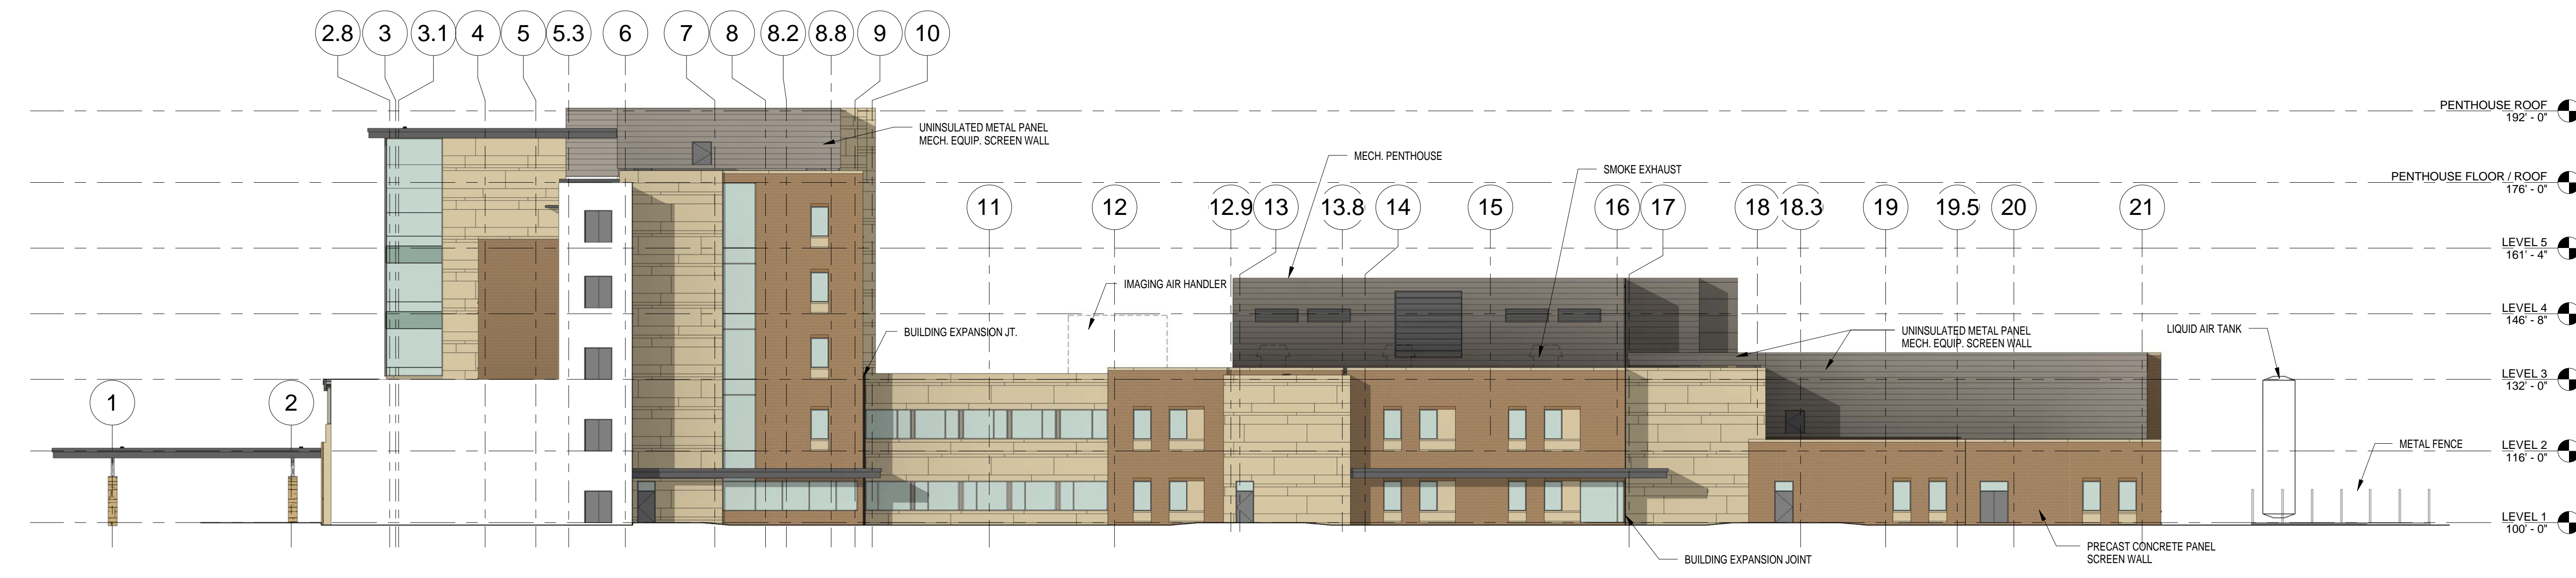 2.8
3
3.1
4
5
5.3
6
7
8
8.2
8.8
9
10
PENTHOUSE ROOF
192' - 0"
UNINSULATED METAL PANEL
MECH. EQUIP. SCREEN WALL
MECH. PENTHOUSE
SMOKE EXHAUST
PENTHOUSE FLOOR / ROOF
176' - 0"
11
12
12.9
13
13.8
14
15
16
17
18
18.3
19
19.5
20
21
LEVEL 5
161' - 4"
IMAGING AIR HANDLER
LEVEL 4
146' - 8"
BUILDING EXPANSION JT.
UNINSULATED METAL PANEL
MECH. EQUIP. SCREEN WALL
LIQUID AIR TANK
LEVEL 3
132' - 0"
1
2
METAL FENCE
LEVEL 2
116' - 0"
LEVEL 1
100' - 0"
PRECAST CONCRETE PANEL
SCREEN WALL
BUILDING EXPANSION JOINT